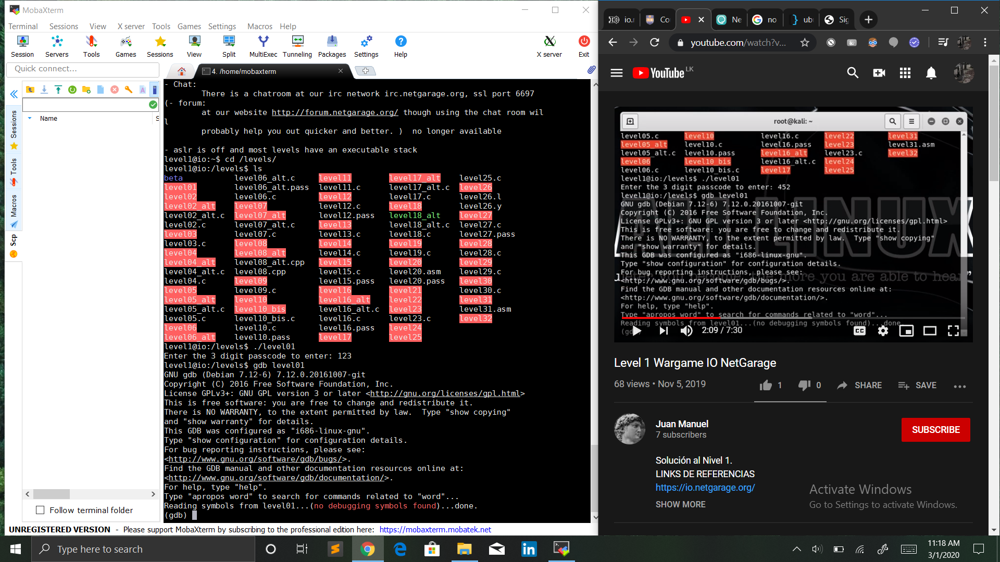 MobaXterm
Terminal Sessions View X server Tools Games Settings Macros Help
Session Servers Tools Games Sessions View Split MultiExec Tunneling Packages Settings Help X server Exit
Quick connect...
4. /home/mobaxterm
Sessions
Tools
Macros
Scp
Name
Follow terminal folder
- Chat:
There is a chatroom at our irc network irc.netgarage.org, ssl port 6697
(- forum:
at our website http://forum.netgarage.org/ though using the chat room wil
l
probably help you out quicker and better. )  no longer available
- aslr is off and most levels have an executable stack
level1@io:~$ cd /levels/
level1@io:/levels$ ls
beta level06_alt.c level11 level17_alt level25.c
level01 level06_alt.pass level11.c level17_alt.c level26
level02 level06.c level12 level17.c level26.l
level02_alt level07 level12.c level18 level26.y
level02_alt.c level07_alt level12.pass level18_alt level27
level02.c level07_alt.c level13 level18_alt.c level27.c
level03 level07.c level13.c level18.c level27.pass
level03.c level08 level14 level19 level28
level04 level08_alt level14.c level19.c level28.c
level04_alt level08_alt.cpp level15 level20 level29
level04_alt.c level08.cpp level15.c level20.asm level29.c
level04.c level09 level15.pass level20.pass level30
level05 level09.c level16 level21 level30.c
level05_alt level10 level16_alt level22 level31
level05_alt.c level10_bis level16_alt.c level23 level31.asm
level05.c level10_bis.c level16.c level23.c level32
level06 level10.c level16.pass level24
level06_alt level10.pass level17 level25
level1@io:/levels$ ./level01
Enter the 3 digit passcode to enter: 123
level1@io:/levels$ gdb level01
GNU gdb (Debian 7.12-6) 7.12.0.20161007-git
Copyright (C) 2016 Free Software Foundation, Inc.
License GPLv3+: GNU GPL version 3 or later <http://gnu.org/licenses/gpl.html>
This is free software: you are free to change and redistribute it.
There is NO WARRANTY, to the extent permitted by law.  Type "show copying"
and "show warranty" for details.
This GDB was configured as "i686-linux-gnu".
Type "show configuration" for configuration details.
For bug reporting instructions, please see:
<http://www.gnu.org/software/gdb/bugs/>.
Find the GDB manual and other documentation resources online at:
<http://www.gnu.org/software/gdb/documentation/>.
For help, type "help".
Type "apropos word" to search for commands related to "word"...
Reading symbols from level01...(no debugging symbols found)...done.
(gdb)
UNREGISTERED VERSION - Please support MobaXterm by subscribing to the professional edition here: https://mobaxterm.mobatek.net
io.r Co Ne no ub Sig
youtube.com/watch?v...
YouTube LK
root@kali: ~
level05.c level10 level16.c level22 level31
level05_alt level10.c level16.pass level23 level31.asm
level05_alt.c level10.pass level16_alt level23.c level32
level06 level10_bis level16_alt.c level24
level06.c level10_bis.c level17 level25
level1@io:/levels$ ./level01
Enter the 3 digit passcode to enter: 452
level1@io:/levels$ gdb level01
GNU gdb (Debian 7.12-6) 7.12.0.20161007-git
Copyright (C) 2016 Free Software Foundation, Inc.
License GPLv3+: GNU GPL version 3 or later <http://gnu.org/licenses/gpl.html>
This is free software: you are free to change and redistribute it.
There is NO WARRANTY, to the extent permitted by law.  Type "show copying"
and "show warranty" for details.
This GDB was configured as "i686-linux-gnu".
Type "show configuration" for configuration details.
For bug reporting instructions, please see:
<http://www.gnu.org/software/gdb/bugs/>.
Find the GDB manual and other documentation resources online at:
<http://www.gnu.org/software/gdb/documentation/>.
For help, type "help".
Type "apropos word" to search for commands related to "word"...
Reading symbols from level01...(no debugging symbols found)...done.
2:09 / 7:30
Level 1 Wargame IO NetGarage
68 views • Nov 5, 2019 1 0 SHARE SAVE
Juan Manuel
7 subscribers
SUBSCRIBE
Solución al Nivel 1.
LINKS DE REFERENCIAS
https://io.netgarage.org/
SHOW MORE
Activate Windows
Go to Settings to activate Windows.
Type here to search
11:18 AM
3/1/2020